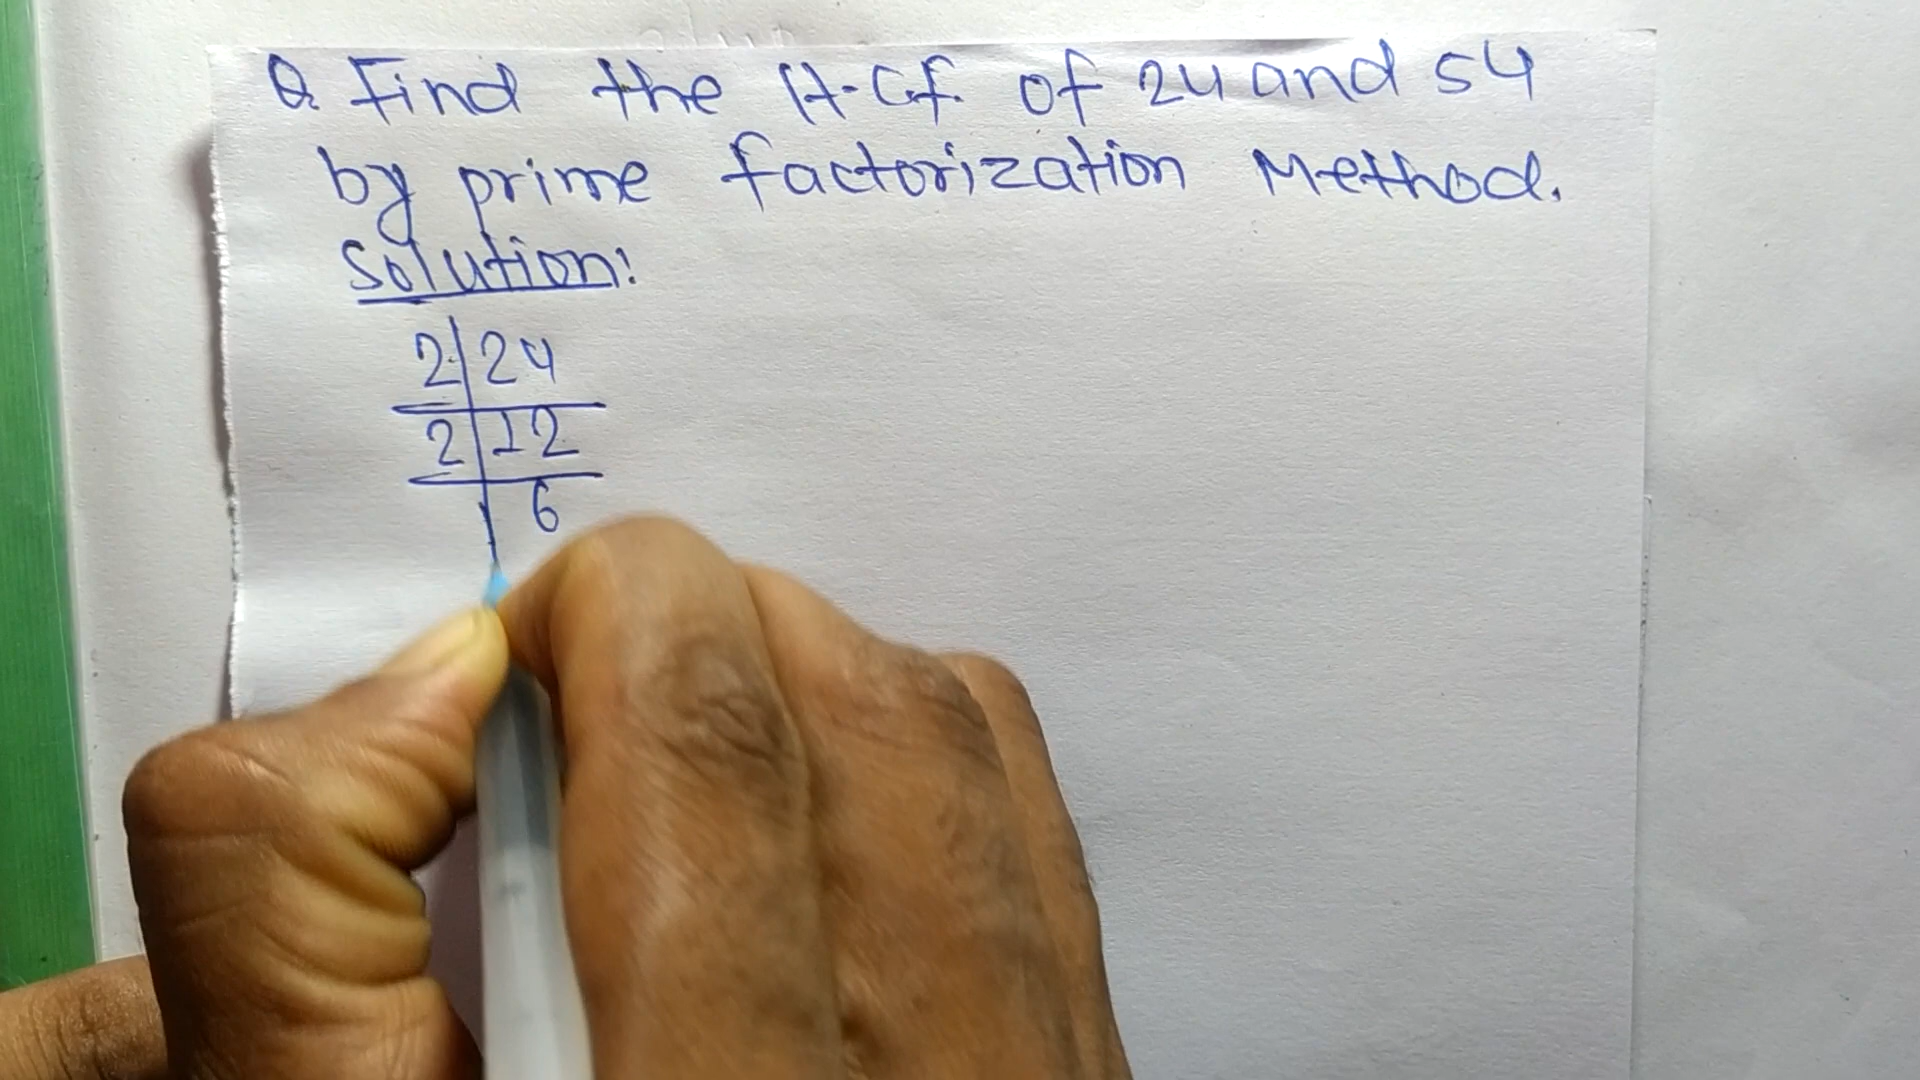 Q. Find the H.C.f. of 24 and 54
by prime factorization Method.
Solution:
2 | 24
2 | 12
6